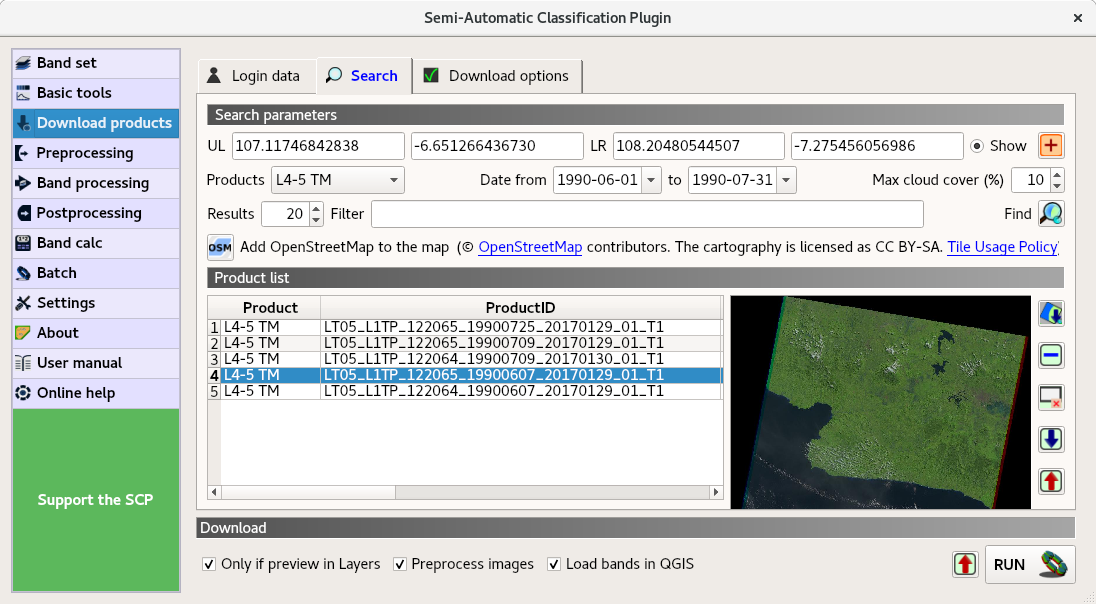 Semi-Automatic Classification Plugin
Band set
Basic tools
Download products
Preprocessing
Band processing
Postprocessing
Band calc
Batch
Settings
About
User manual
Online help
Support the SCP
Login data Search Download options
Search parameters
UL 107.11746842838 -6.651266436730 LR 108.20480544507 -7.275456056986 Show
Products L4-5 TM Date from 1990-06-01 to 1990-07-31 Max cloud cover (%) 10
Results 20 Filter Find
OSM Add OpenStreetMap to the map (© OpenStreetMap contributors. The cartography is licensed as CC BY-SA. Tile Usage Policy
Product list
Product ProductID
1 L4-5 TM LT05_L1TP_122065_19900725_20170129_01_T1
2 L4-5 TM LT05_L1TP_122065_19900709_20170129_01_T1
3 L4-5 TM LT05_L1TP_122064_19900709_20170130_01_T1
4 L4-5 TM LT05_L1TP_122065_19900607_20170129_01_T1
5 L4-5 TM LT05_L1TP_122064_19900607_20170129_01_T1
Download
Only if preview in Layers Preprocess images Load bands in QGIS RUN